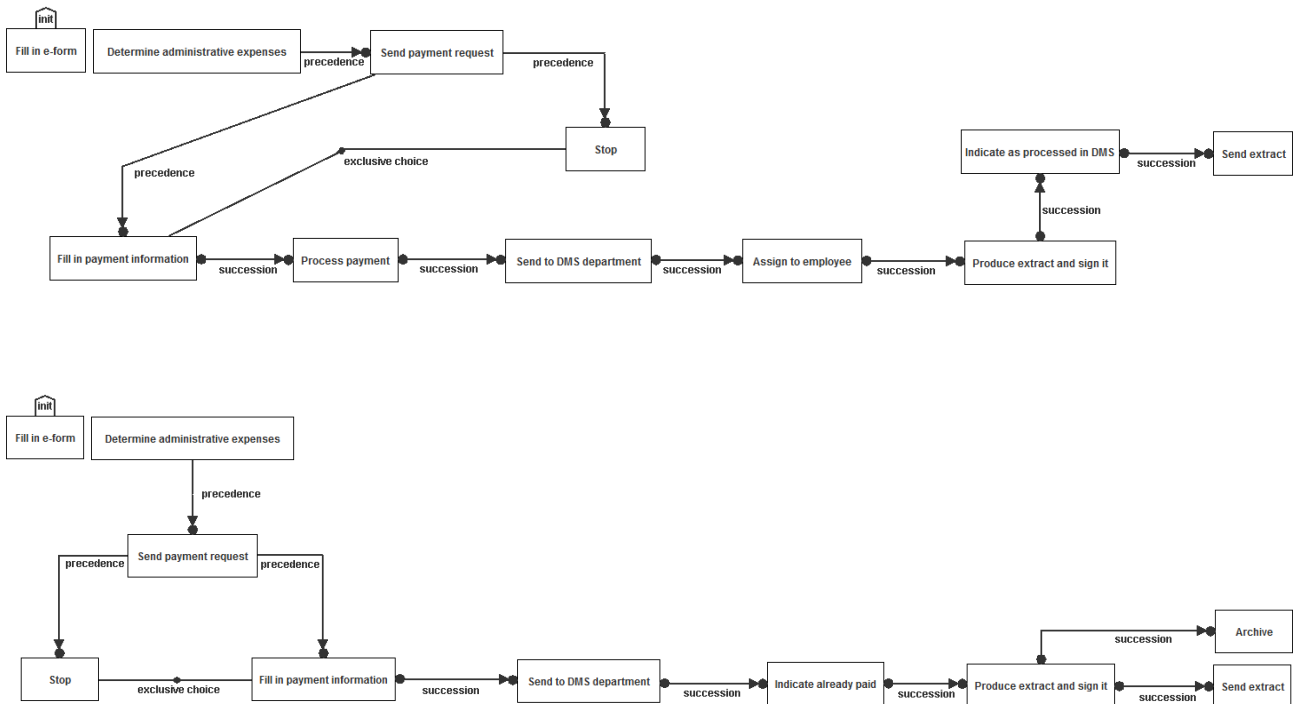 init
Fill in e-form
Determine administrative expenses
precedence
Send payment request
precedence
Stop
exclusive choice
precedence
Fill in payment information
succession
Process payment
succession
Send to DMS department
succession
Assign to employee
succession
Produce extract and sign it
succession
Indicate as processed in DMS
succession
Send extract
init
Fill in e-form
Determine administrative expenses
precedence
Send payment request
precedence
precedence
Stop
exclusive choice
Fill in payment information
succession
Send to DMS department
succession
Indicate already paid
succession
Produce extract and sign it
succession
Archive
succession
Send extract